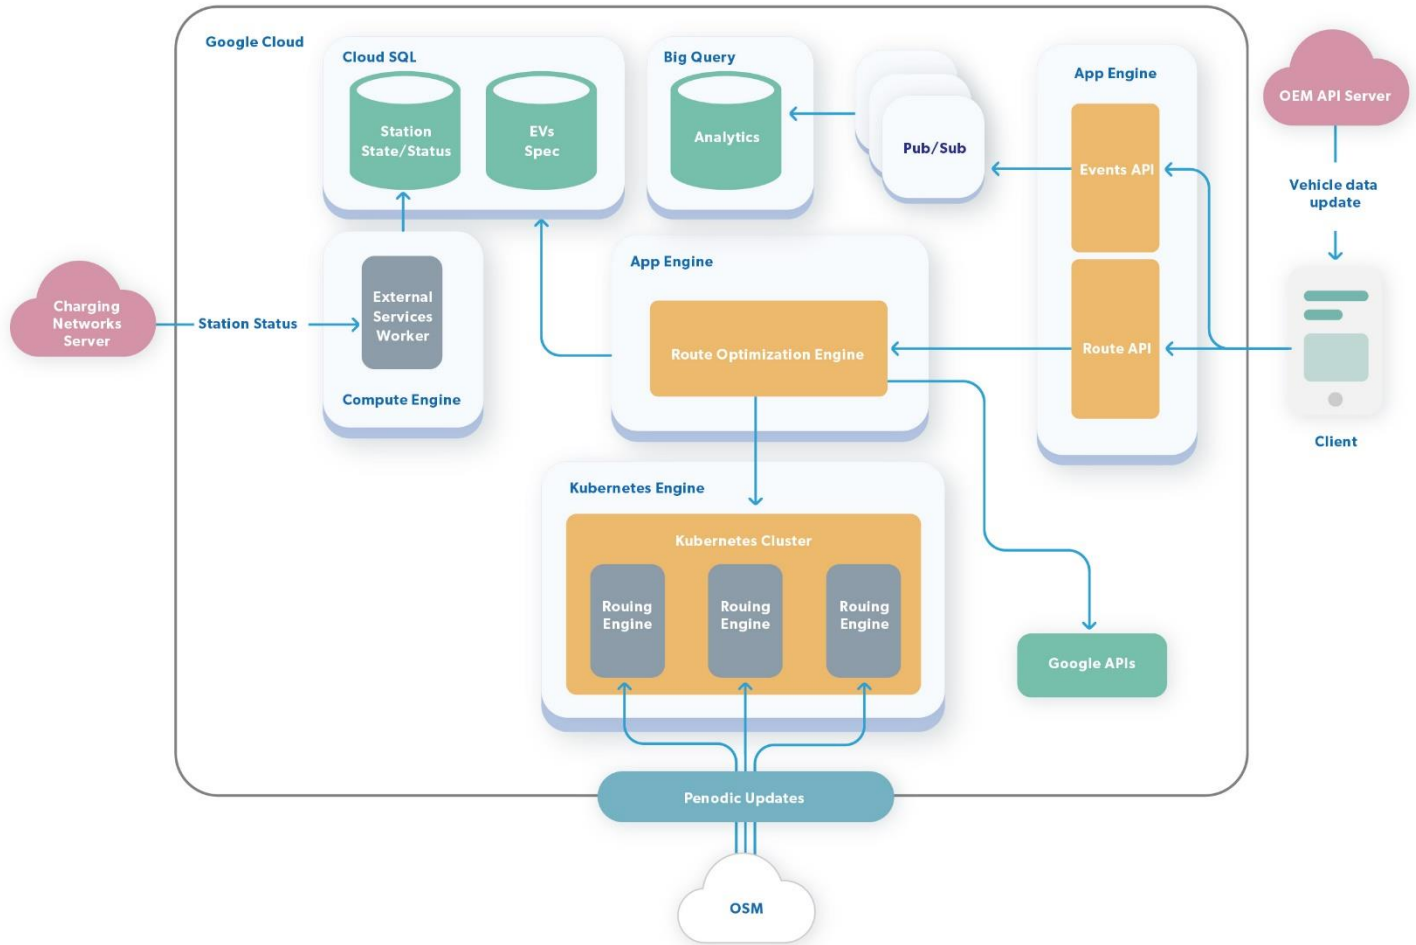 Google Cloud
Cloud SQL
Station
State/Status
EVs
Spec
Big Query
Analytics
Pub/Sub
App Engine
Events API
Route API
OEM API Server
Vehicle data
update
Client
App Engine
Route Optimization Engine
Charging
Networks
Server
Station Status
External
Services
Worker
Compute Engine
Kubernetes Engine
Kubernetes Cluster
Rouing
Engine
Rouing
Engine
Rouing
Engine
Google APIs
Penodic Updates
OSM